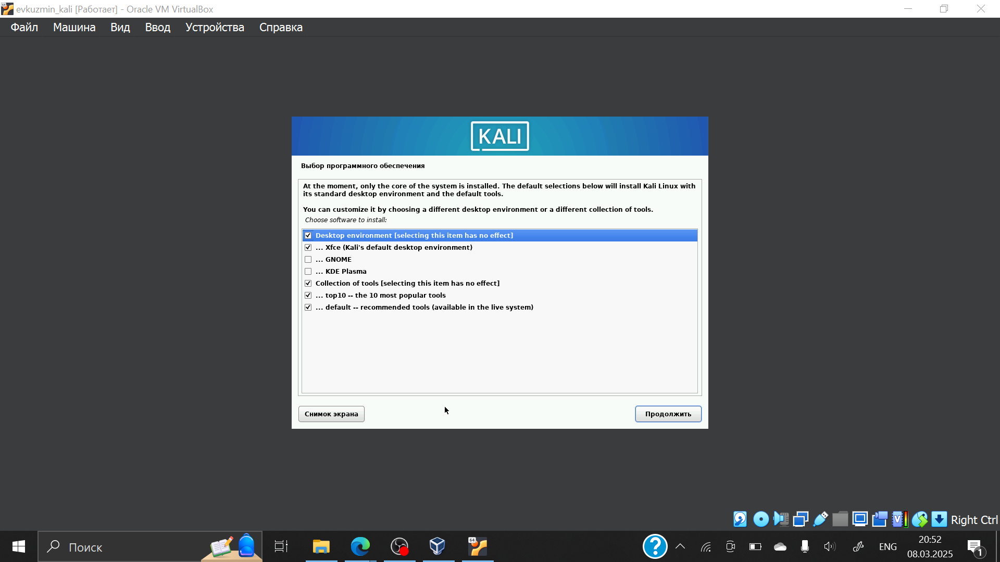 evkuzmin_kali [Работает] - Oracle VM VirtualBox
Файл Машина Вид Ввод Устройства Справка
KALI
Выбор программного обеспечения
At the moment, only the core of the system is installed. The default selections below will install Kali Linux with
its standard desktop environment and the default tools.
You can customize it by choosing a different desktop environment or a different collection of tools.
Choose software to install:
Desktop environment [selecting this item has no effect]
... Xfce (Kali's default desktop environment)
... GNOME
... KDE Plasma
Collection of tools [selecting this item has no effect]
... top10 -- the 10 most popular tools
... default -- recommended tools (available in the live system)
Снимок экрана Продолжить
Right Ctrl
Поиск
64
ENG
20:52
08.03.2025
1